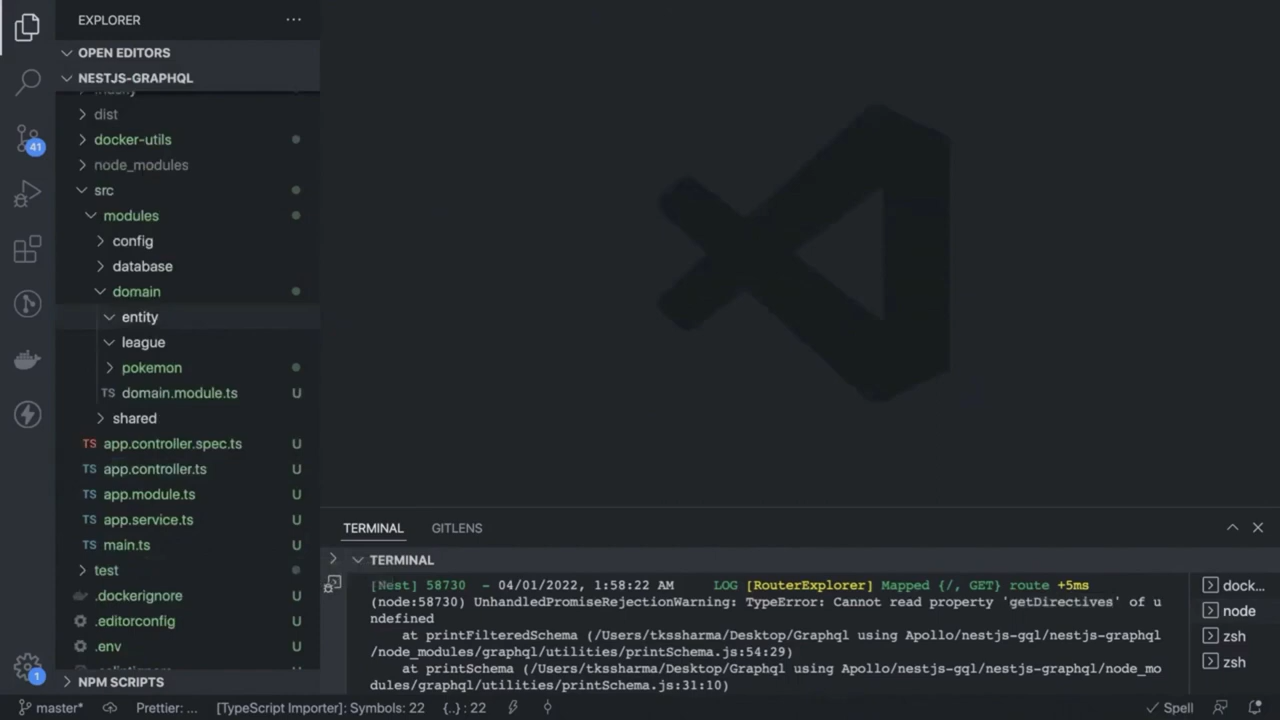 EXPLORER
OPEN EDITORS
NESTJS-GRAPHQL
dist
docker-utils
node_modules
src
modules
config
database
domain
entity
league
pokemon
TS domain.module.ts U
shared
TS app.controller.spec.ts U
TS app.controller.ts U
TS app.module.ts U
TS app.service.ts U
TS main.ts U
test
.dockerignore U
.editorconfig U
.env U
NPM SCRIPTS
41
1
TERMINAL GITLENS
TERMINAL
[Nest] 58730 - 04/01/2022, 1:58:22 AM LOG [RouterExplorer] Mapped {/, GET} route +5ms
(node:58730) UnhandledPromiseRejectionWarning: TypeError: Cannot read property 'getDirectives' of u
ndefined
at printFilteredSchema (/Users/tkssharma/Desktop/Graphql using Apollo/nestjs-gql/nestjs-graphql
/node_modules/graphql/utilities/printSchema.js:54:29)
at printSchema (/Users/tkssharma/Desktop/Graphql using Apollo/nestjs-gql/nestjs-graphql/node_mo
dules/graphql/utilities/printSchema.js:31:10)
dock...
node
zsh
zsh
master* Prettier: ... [TypeScript Importer]: Symbols: 22 {..} : 22 Spell